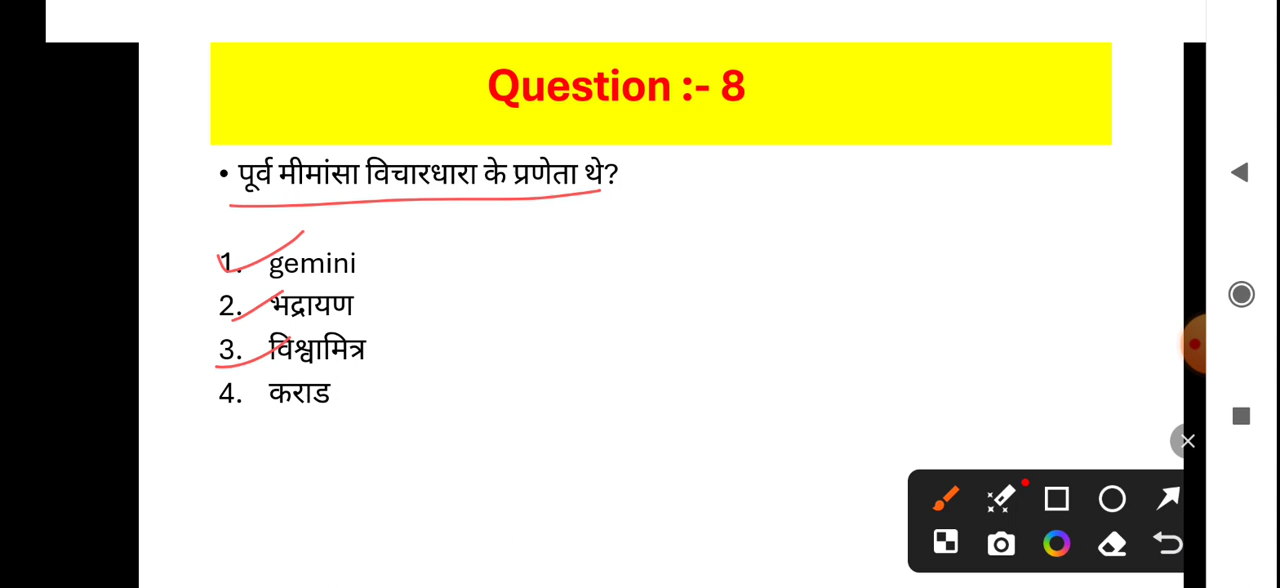 Question :- 8
• पूर्व मीमांसा विचारधारा के प्रणेता थे?
1. gemini
2. भद्रायण
3. विश्वामित्र
4. कराड